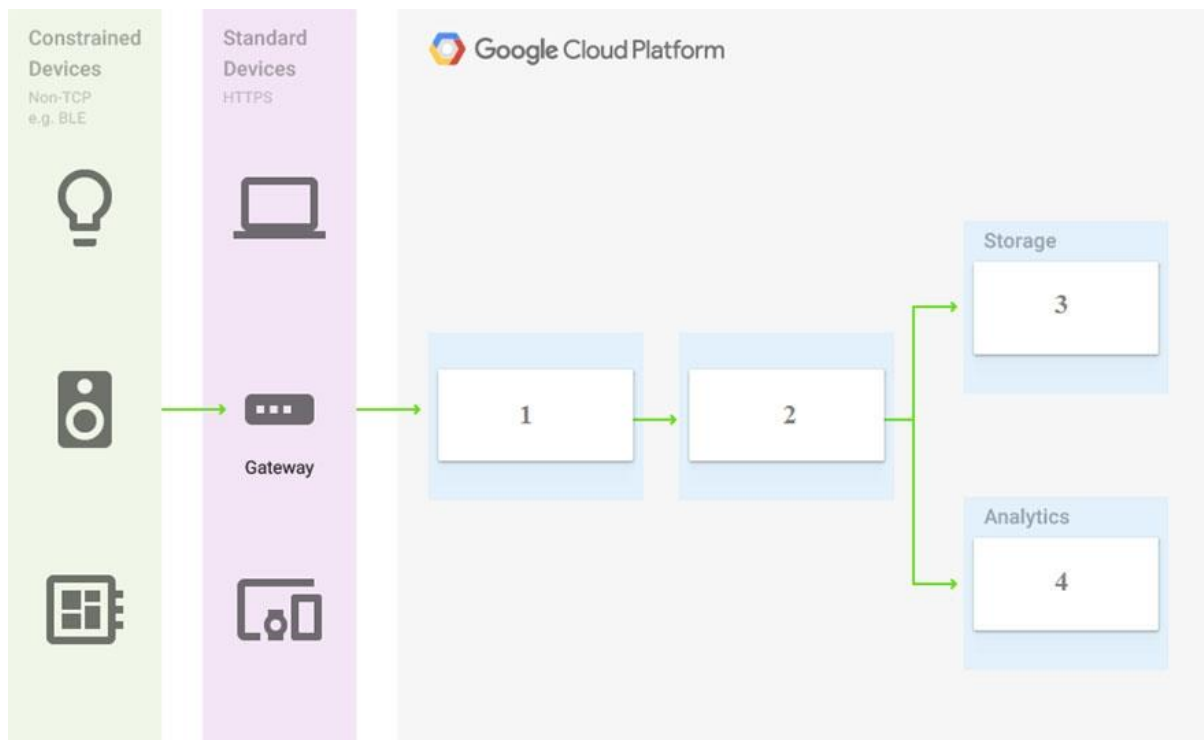 Constrained
Devices
Non-TCP
e.g. BLE
Standard
Devices
HTTPS
Gateway
Google Cloud Platform
1
2
Storage
3
Analytics
4